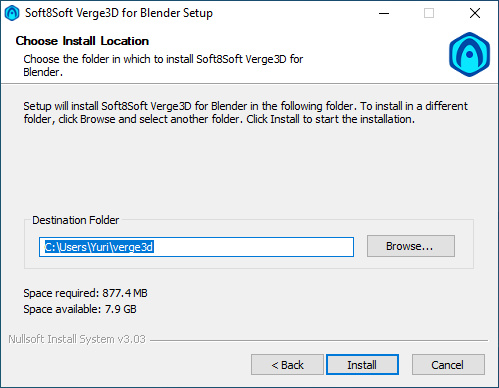 Soft8Soft Verge3D for Blender Setup
Choose Install Location
Choose the folder in which to install Soft8Soft Verge3D for
Blender.
Setup will install Soft8Soft Verge3D for Blender in the following folder. To install in a different
folder, click Browse and select another folder. Click Install to start the installation.
Destination Folder
C:\Users\Yuri\verge3d
Browse...
Space required: 877.4 MB
Space available: 7.9 GB
Nullsoft Install System v3.03
< Back
Install
Cancel